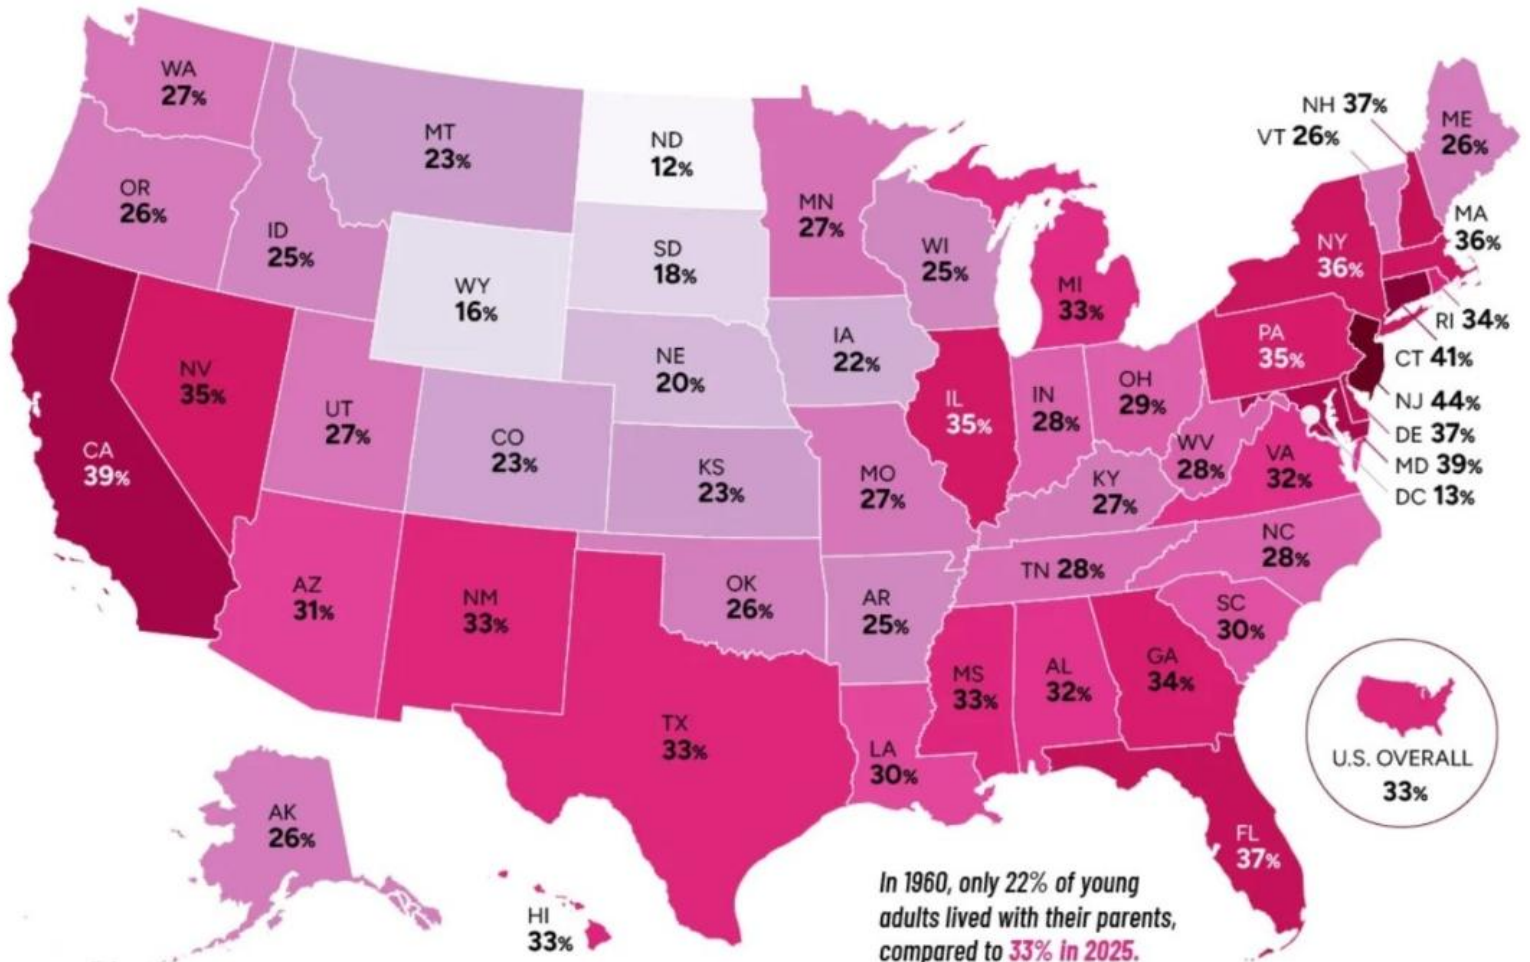 WA
27%
OR
26%
CA
39%
NV
35%
ID
25%
MT
23%
WY
16%
UT
27%
CO
23%
AZ
31%
NM
33%
ND
12%
SD
18%
NE
20%
KS
23%
OK
26%
TX
33%
MN
27%
IA
22%
MO
27%
AR
25%
LA
30%
WI
25%
IL
35%
MI
33%
IN
28%
OH
29%
KY
27%
TN 28%
MS
33%
AL
32%
GA
34%
FL
37%
SC
30%
NC
28%
VA
32%
WV
28%
PA
35%
NY
36%
VT 26%
NH 37%
ME
26%
MA
36%
RI 34%
CT 41%
NJ 44%
DE 37%
MD 39%
DC 13%
AK
26%
HI
33%
U.S. OVERALL
33%
In 1960, only 22% of young
adults lived with their parents,
compared to 33% in 2025.